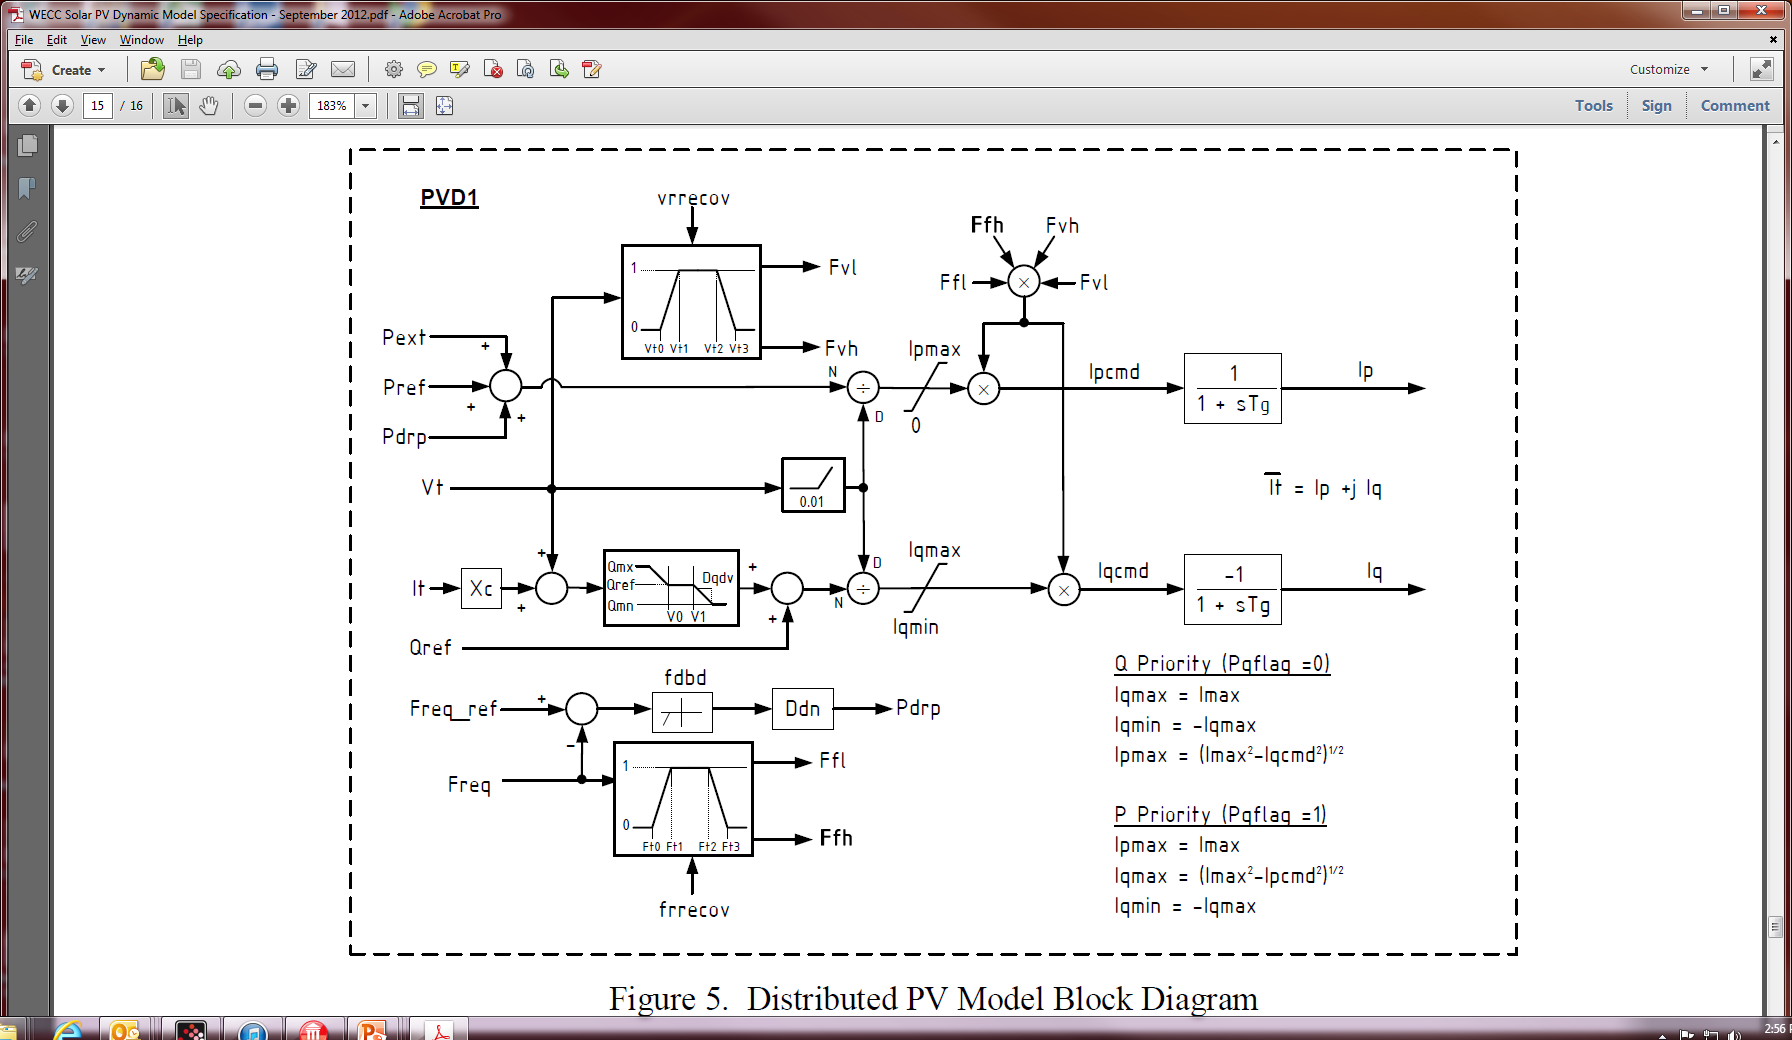 WECC Solar PV Dynamic Model Specification - September 2012.pdf - Adobe Acrobat Pro
File Edit View Window Help
Create
Customize
15 / 16
183%
Tools Sign Comment
PVD1
vrrecov
1
0
Vt0 Vt1 Vt2 Vt3
Fvl
Fvh
Ffh Fvh
Ffl × Fvl
Pext
+
Pref
+
Pdrp
+
N
÷
D
Ipmax
0
×
Ipcmd
1
1 + sTg
Ip
Vt
0.01
It = Ip +j Iq
It
Xc
+
+
Qmx
Qref
Qmn
Dqdv
V0 V1
+
+
N
D
÷
Iqmax
Iqmin
×
Iqcmd
-1
1 + sTg
Iq
Qref
Freq_ref
+
-
fdbd
Ddn
Pdrp
Freq
1
0
Ft0 Ft1 Ft2 Ft3
Ffl
Ffh
frrecov
Q Priority (Pqflag =0)
Iqmax = Imax
Iqmin = -Iqmax
Ipmax = (Imax²-Iqcmd²)^1/2
P Priority (Pqflag =1)
Ipmax = Imax
Iqmax = (Imax²-Ipcmd²)^1/2
Iqmin = -Iqmax
Figure 5. Distributed PV Model Block Diagram
2:56